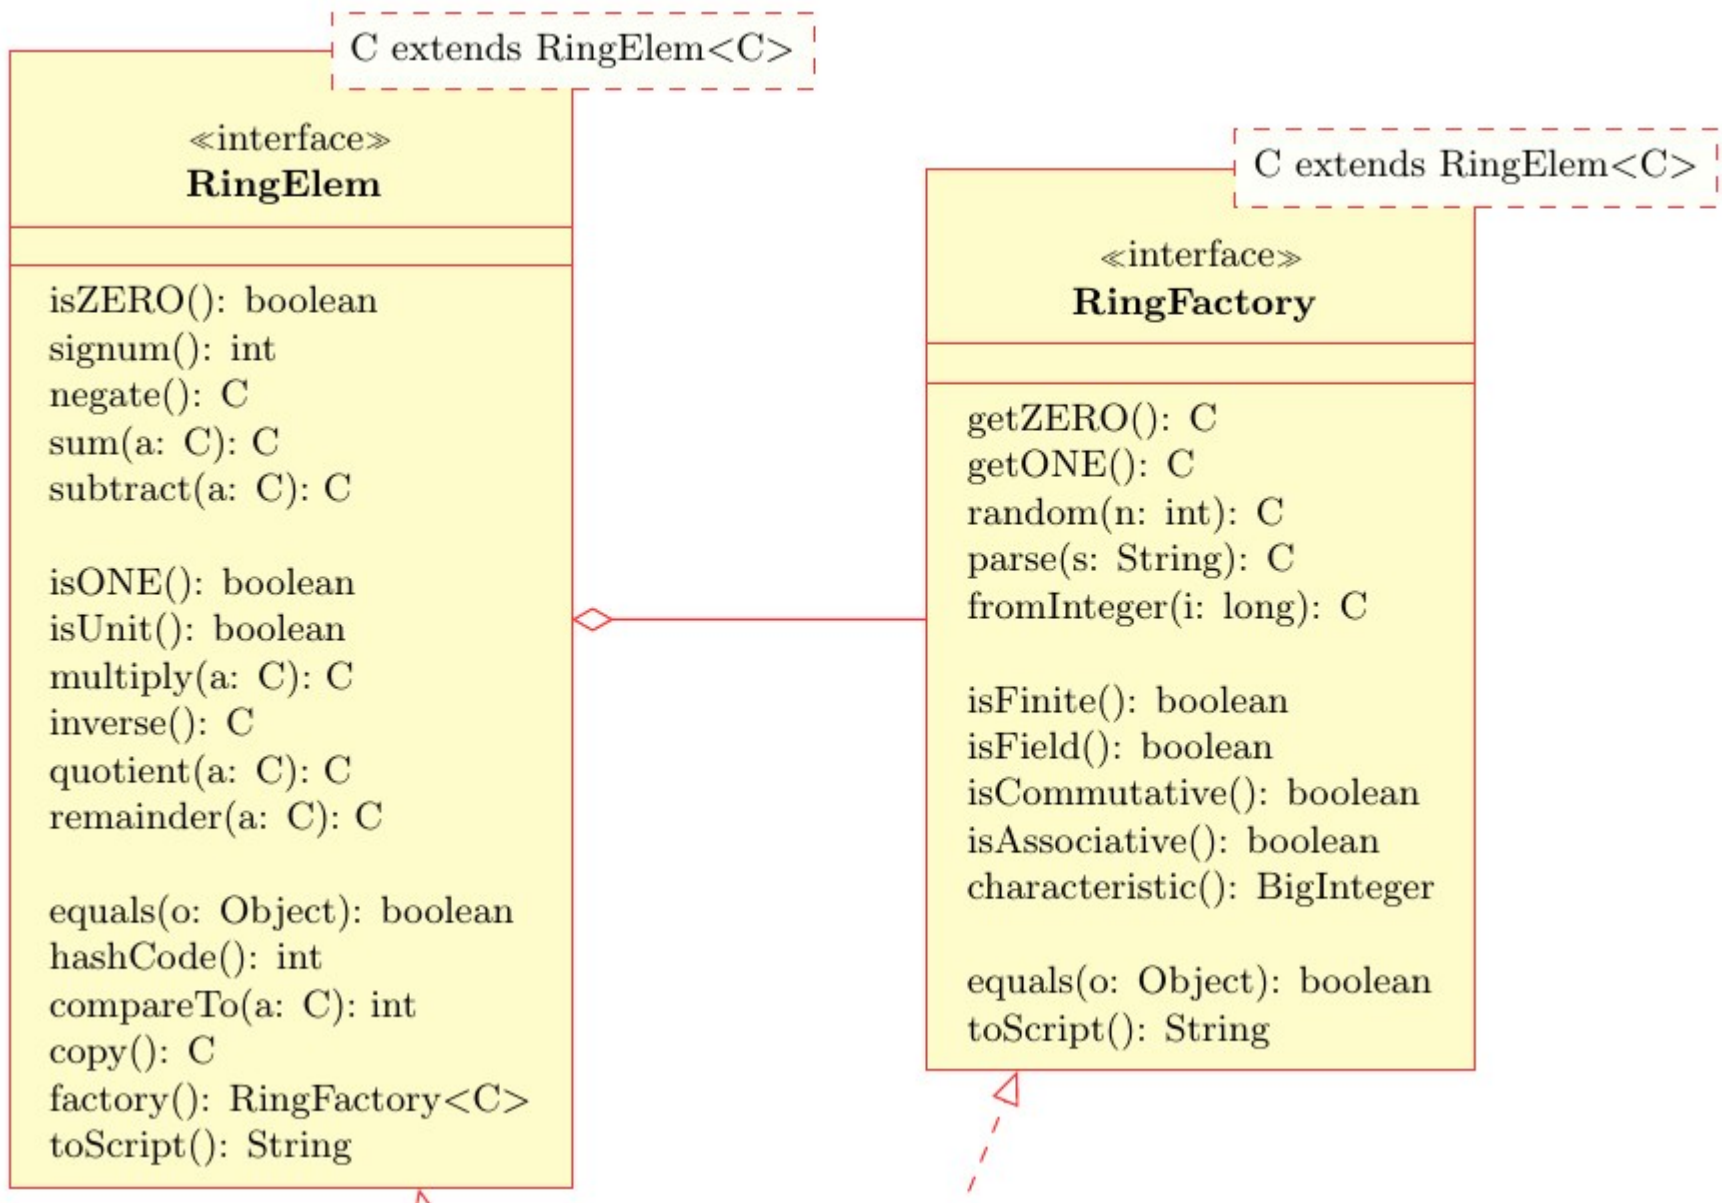 C extends RingElem<C>
≪interface≫
RingElem
isZERO(): boolean
signum(): int
negate(): C
sum(a: C): C
subtract(a: C): C
isONE(): boolean
isUnit(): boolean
multiply(a: C): C
inverse(): C
quotient(a: C): C
remainder(a: C): C
equals(o: Object): boolean
hashCode(): int
compareTo(a: C): int
copy(): C
factory(): RingFactory<C>
toScript(): String
C extends RingElem<C>
≪interface≫
RingFactory
getZERO(): C
getONE(): C
random(n: int): C
parse(s: String): C
fromInteger(i: long): C
isFinite(): boolean
isField(): boolean
isCommutative(): boolean
isAssociative(): boolean
characteristic(): BigInteger
equals(o: Object): boolean
toScript(): String